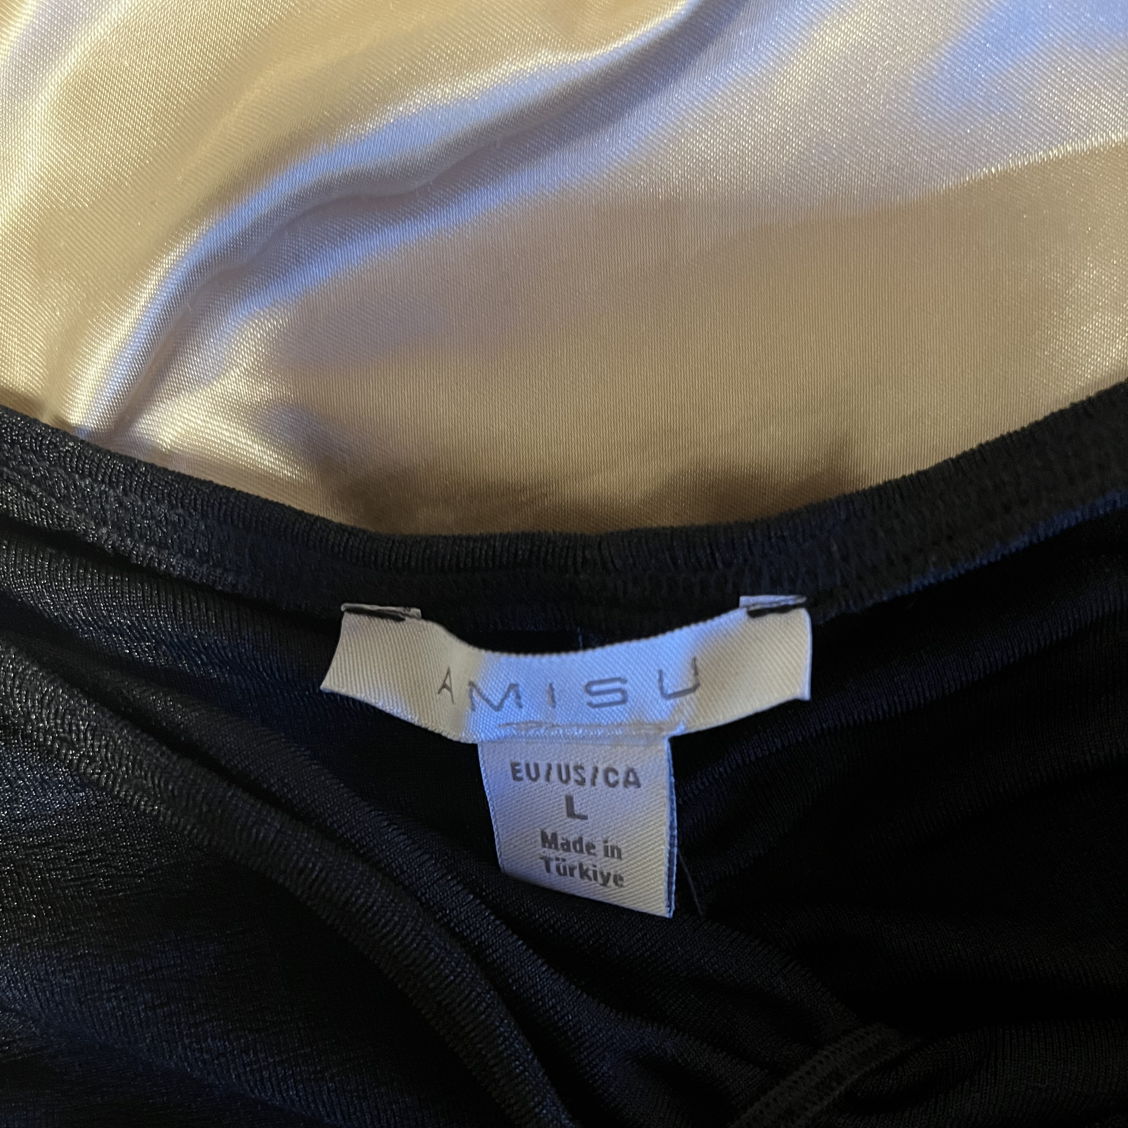 AMISU
EU/US/CA
L
Made in
Türkiye